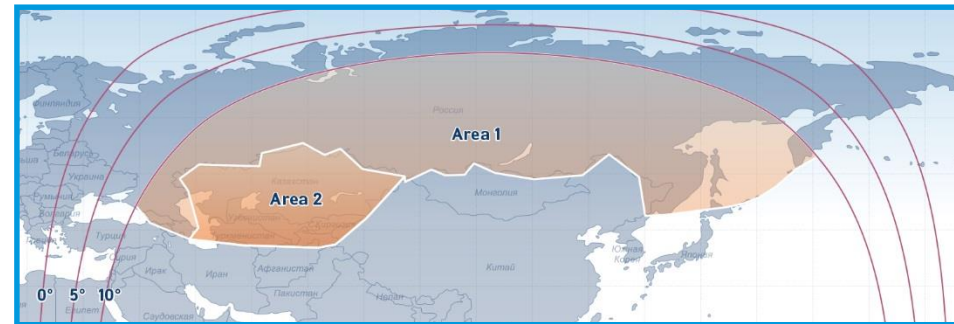 Финляндия
Россия
Area 1
Беларусь
Украина
Казахстан
Румыния
Area 2
Монголия
Болгария
Узбекистан
Турция
Южная
Корея
Япония
Сирия
Ирак
Иран
Афганистан
Китай
0° 5° 10°
Пакистан
Непал
Египет
Саудовская